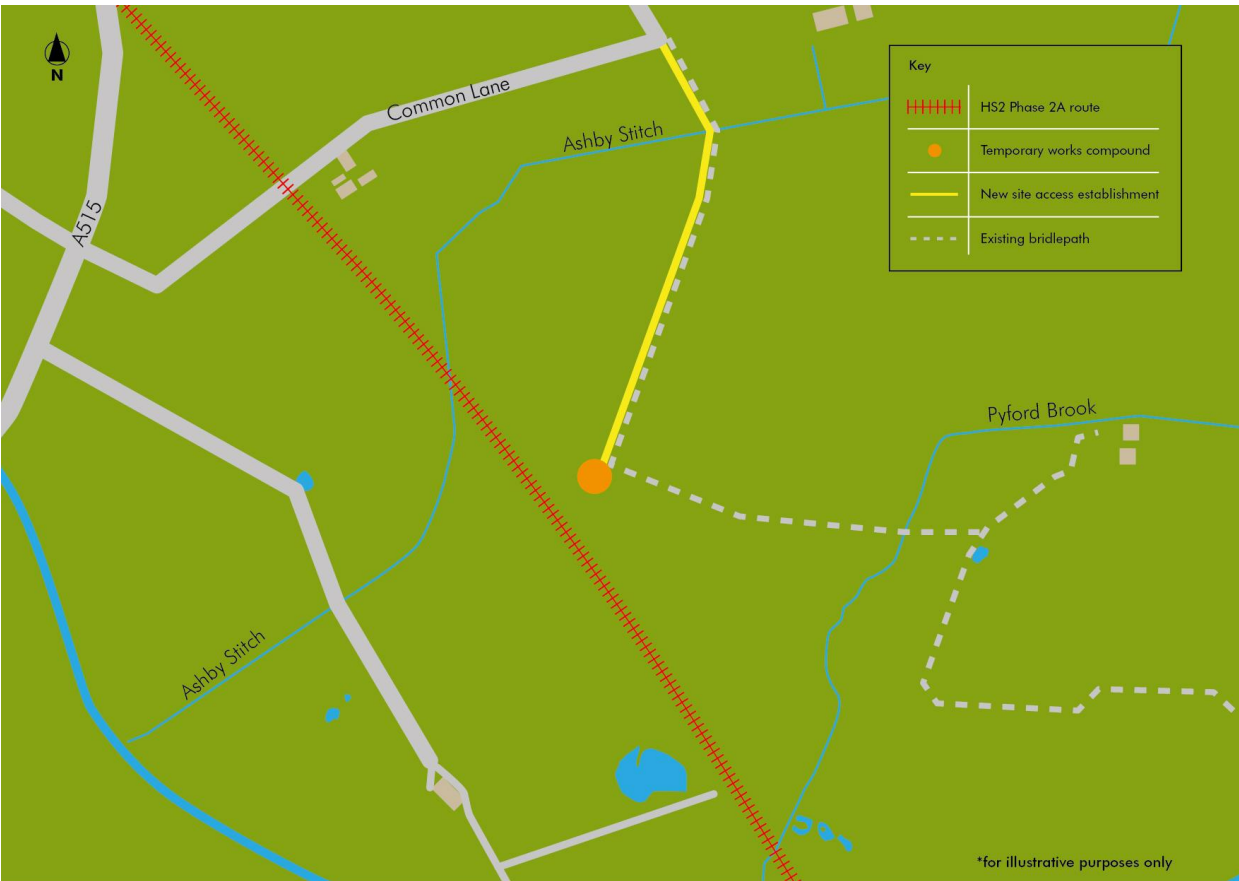 N
Common Lane
Ashby Stitch
A515
Key
HS2 Phase 2A route
Temporary works compound
New site access establishment
Existing bridlepath
Pyford Brook
Ashby Stitch
*for illustrative purposes only